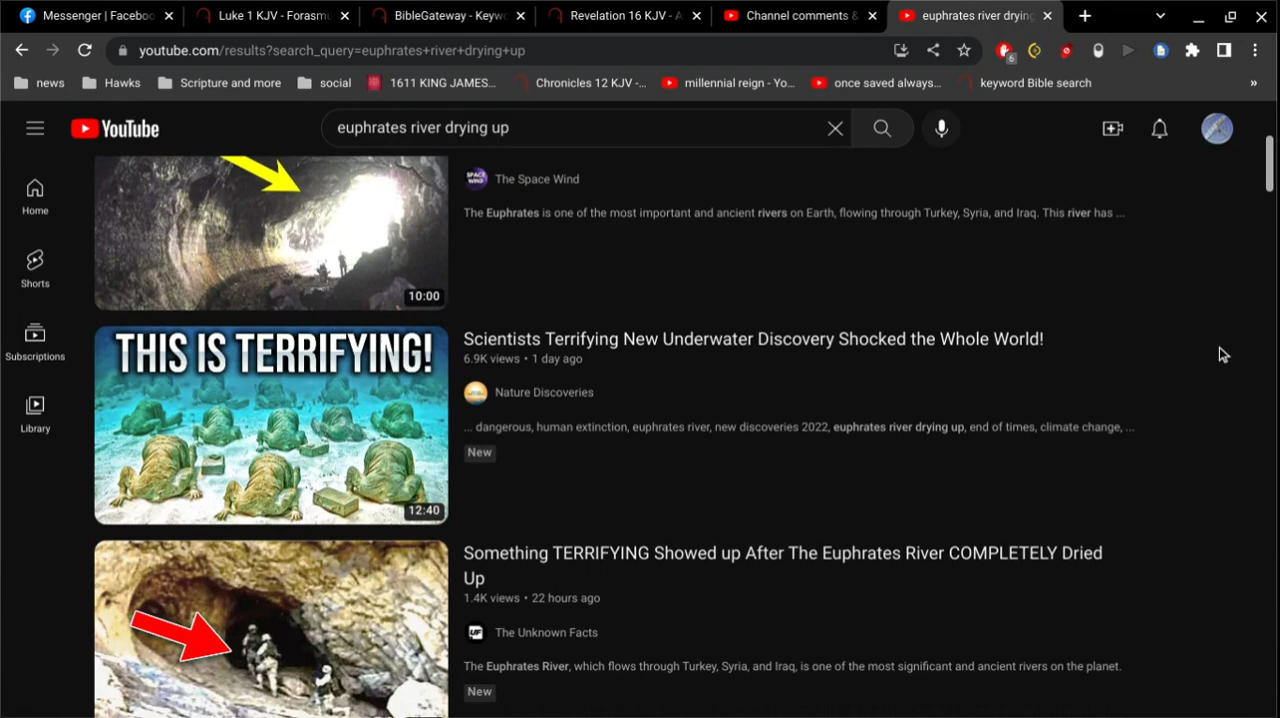 Messenger | Faceboo
Luke 1 KJV - Forasm
BibleGateway - Keyw
Revelation 16 KJV - A
Channel comments &
euphrates river drying
youtube.com/results?search_query=euphrates+river+drying+up
6
news
Hawks
Scripture and more
social
1611 KING JAMES...
Chronicles 12 KJV -...
millennial reign - Yo...
once saved always...
keyword Bible search
»
YouTube
euphrates river drying up
Home
Shorts
Subscriptions
Library
10:00
SPACE WIND
The Space Wind
The Euphrates is one of the most important and ancient rivers on Earth, flowing through Turkey, Syria, and Iraq. This river has ...
THIS IS TERRIFYING!
12:40
Scientists Terrifying New Underwater Discovery Shocked the Whole World!
6.9K views • 1 day ago
Nature Discoveries
... dangerous, human extinction, euphrates river, new discoveries 2022, euphrates river drying up, end of times, climate change, ...
New
Something TERRIFYING Showed up After The Euphrates River COMPLETELY Dried
Up
1.4K views • 22 hours ago
UF
The Unknown Facts
The Euphrates River, which flows through Turkey, Syria, and Iraq, is one of the most significant and ancient rivers on the planet.
New